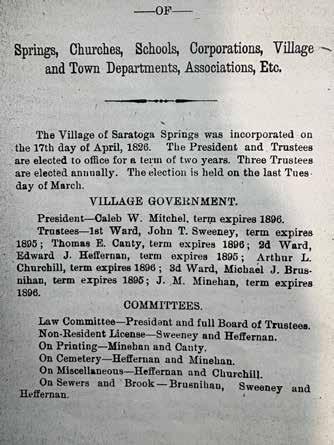 —OF—
Springs, Churches, Schools, Corporations, Village
and Town Departments, Associations, Etc.
The Village of Saratoga Springs was incorporated on
the 17th day of April, 1826. The President and Trustees
are elected to office for a term of two years. Three Trustees
are elected annually. The election is held on the last Tues-
day of March.
VILLAGE GOVERNMENT.
President—Caleb W. Mitchel, term expires 1896.
Trustees—1st Ward, John T. Sweeney, term expires
1895; Thomas E. Canty, term expires 1896; 2d Ward,
Edward J. Heffernan, term expires 1895; Arthur L.
Churchill, term expires 1896; 3d Ward, Michael J. Brus-
nihan, term expires 1895; J. M. Minehan, term expires
1896.
COMMITTEES.
Law Committee—President and full Board of Trustees.
Non-Resident License—Sweeney and Heffernan.
On Printing—Minehan and Canty.
On Cemetery—Heffernan and Minehan.
On Miscellaneous—Heffernan and Churchill.
On Sewers and Brook—Brusnihan, Sweeney and
Heffernan.